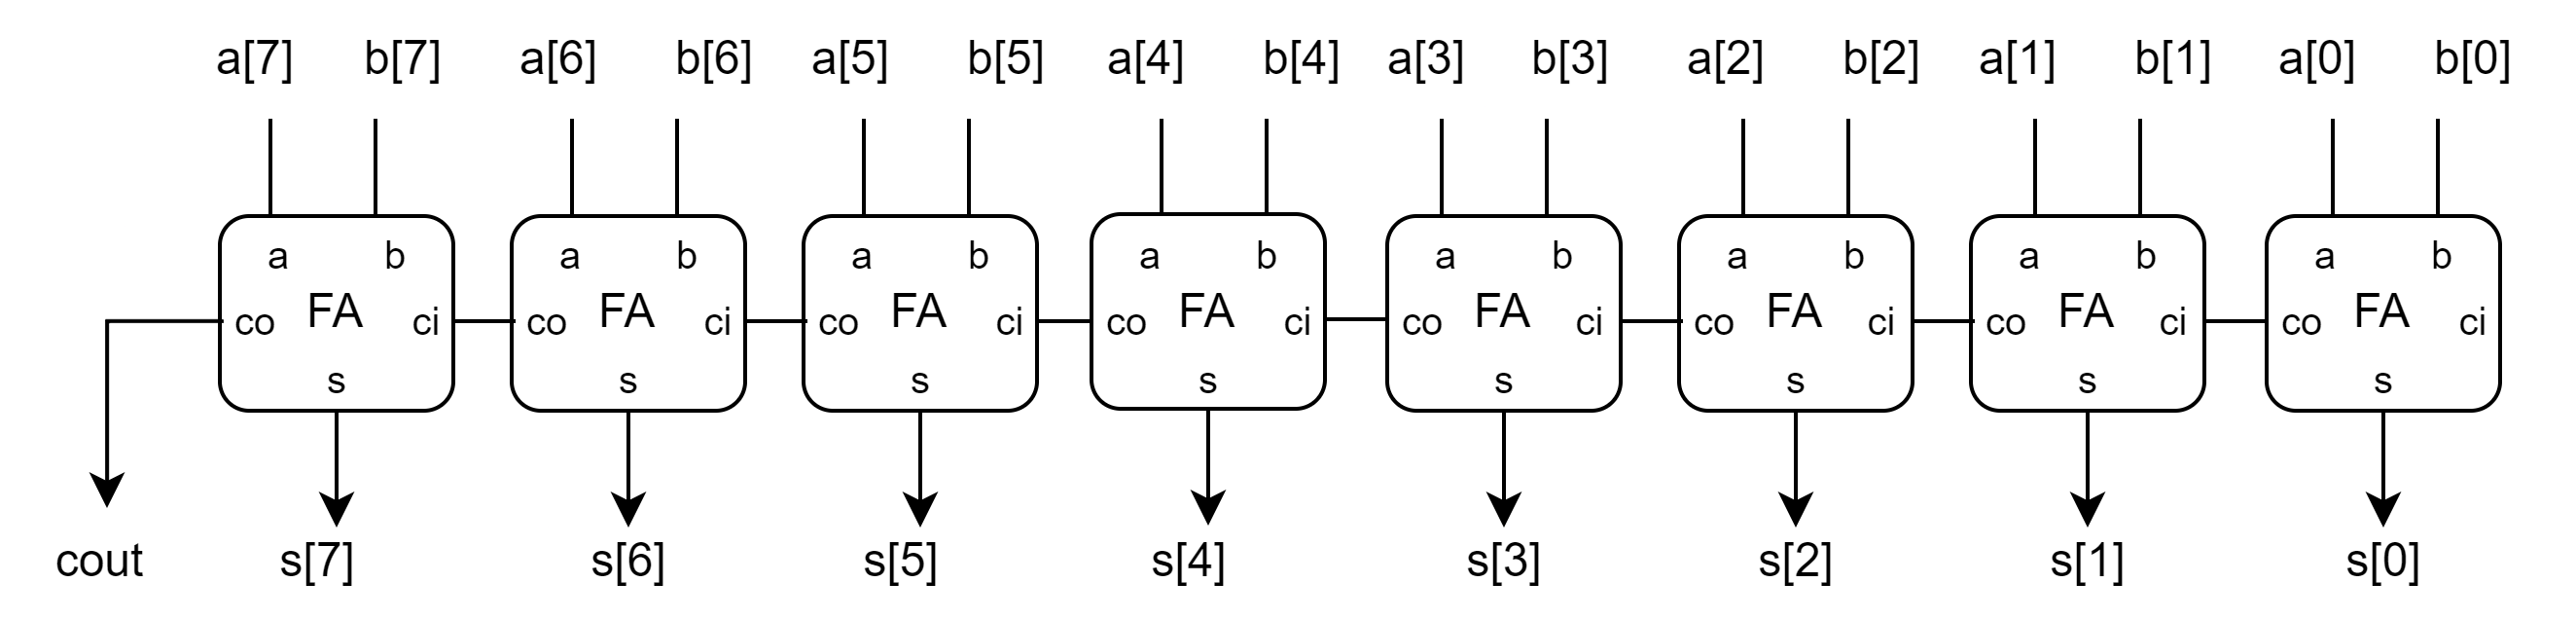 a[7] b[7] a[6] b[6] a[5] b[5] a[4] b[4] a[3] b[3] a[2] b[2] a[1] b[1] a[0] b[0]
a b a b a b a b a b a b a b a b
co FA ci co FA ci co FA ci co FA ci co FA ci co FA ci co FA ci co FA ci
s s s s s s s s
cout s[7] s[6] s[5] s[4] s[3] s[2] s[1] s[0]